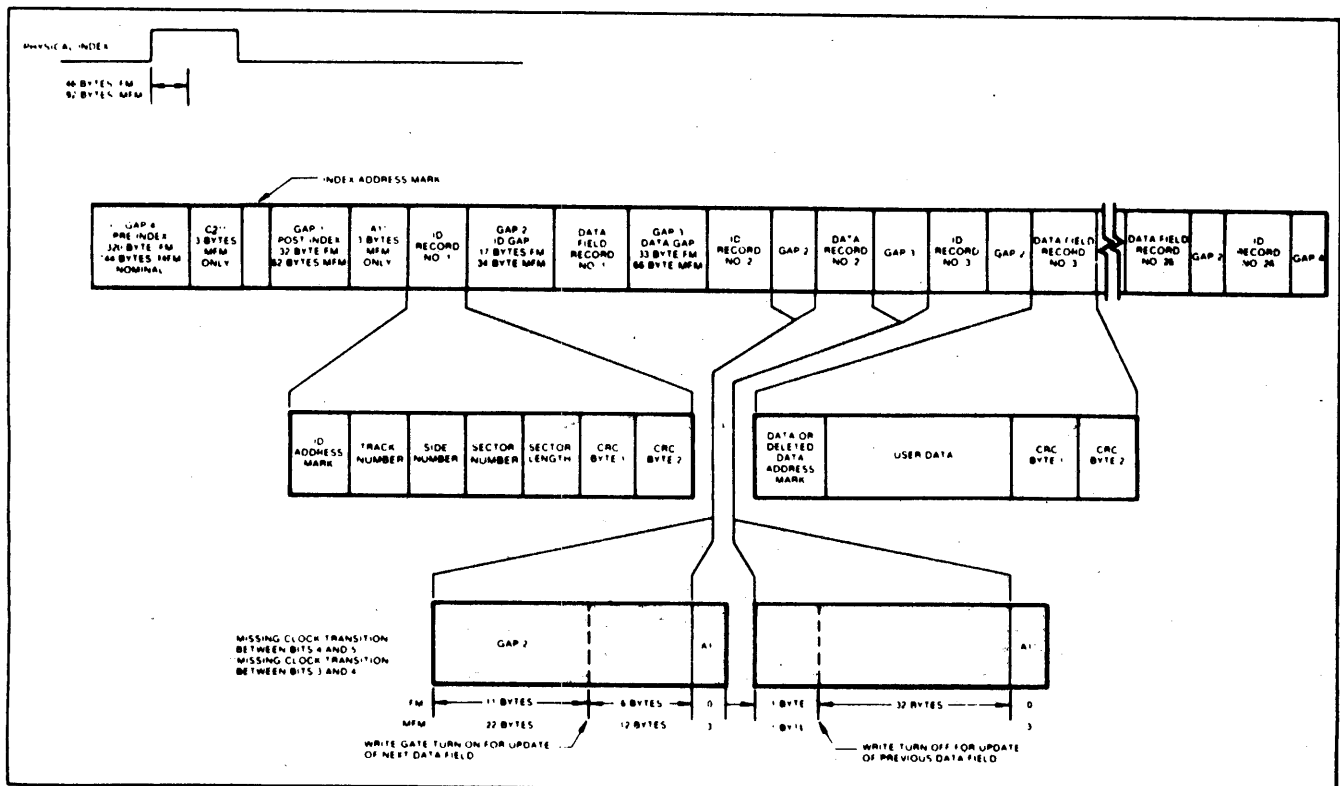 PHYSICAL INDEX
46 BYTES FM
92 BYTES MFM
INDEX ADDRESS MARK
GAP 4
PRE INDEX
320 BYTE FM
144 BYTES MFM
NOMINAL
3 BYTES
MFM
ONLY
GAP 1
POST INDEX
32 BYTE FM
62 BYTES MFM
A1*
3 BYTES
MFM
ONLY
ID
RECORD
NO. 1
GAP 2
ID GAP
17 BYTES FM
34 BYTE MFM
DATA
FIELD
RECORD
NO. 1
GAP 3
DATA GAP
33 BYTE FM
66 BYTE MFM
ID
RECORD
NO. 2
GAP 2
DATA
RECORD
NO. 2
GAP 3
ID
RECORD
NO. 3
GAP 2
DATA FIELD
RECORD
NO. 3
DATA FIELD
RECORD
NO. 26
GAP 2
ID
RECORD
NO. 26
GAP 4
ID
ADDRESS
MARK
TRACK
NUMBER
SIDE
NUMBER
SECTOR
NUMBER
SECTOR
LENGTH
CRC
BYTE 1
CRC
BYTE 2
DATA OR
DELETED
DATA
ADDRESS
MARK
USER DATA
CRC
BYTE 1
CRC
BYTE 2
MISSING CLOCK TRANSITION
BETWEEN BITS 4 AND 5
MISSING CLOCK TRANSITION
BETWEEN BITS 3 AND 4
GAP 2
A1*
A1*
FM 11 BYTES 6 BYTES 0 1 BYTE 32 BYTES 0
MFM 22 BYTES 12 BYTES 3 1 BYTE 3
WRITE GATE TURN ON FOR UPDATE
OF NEXT DATA FIELD
WRITE TURN OFF FOR UPDATE
OF PREVIOUS DATA FIELD